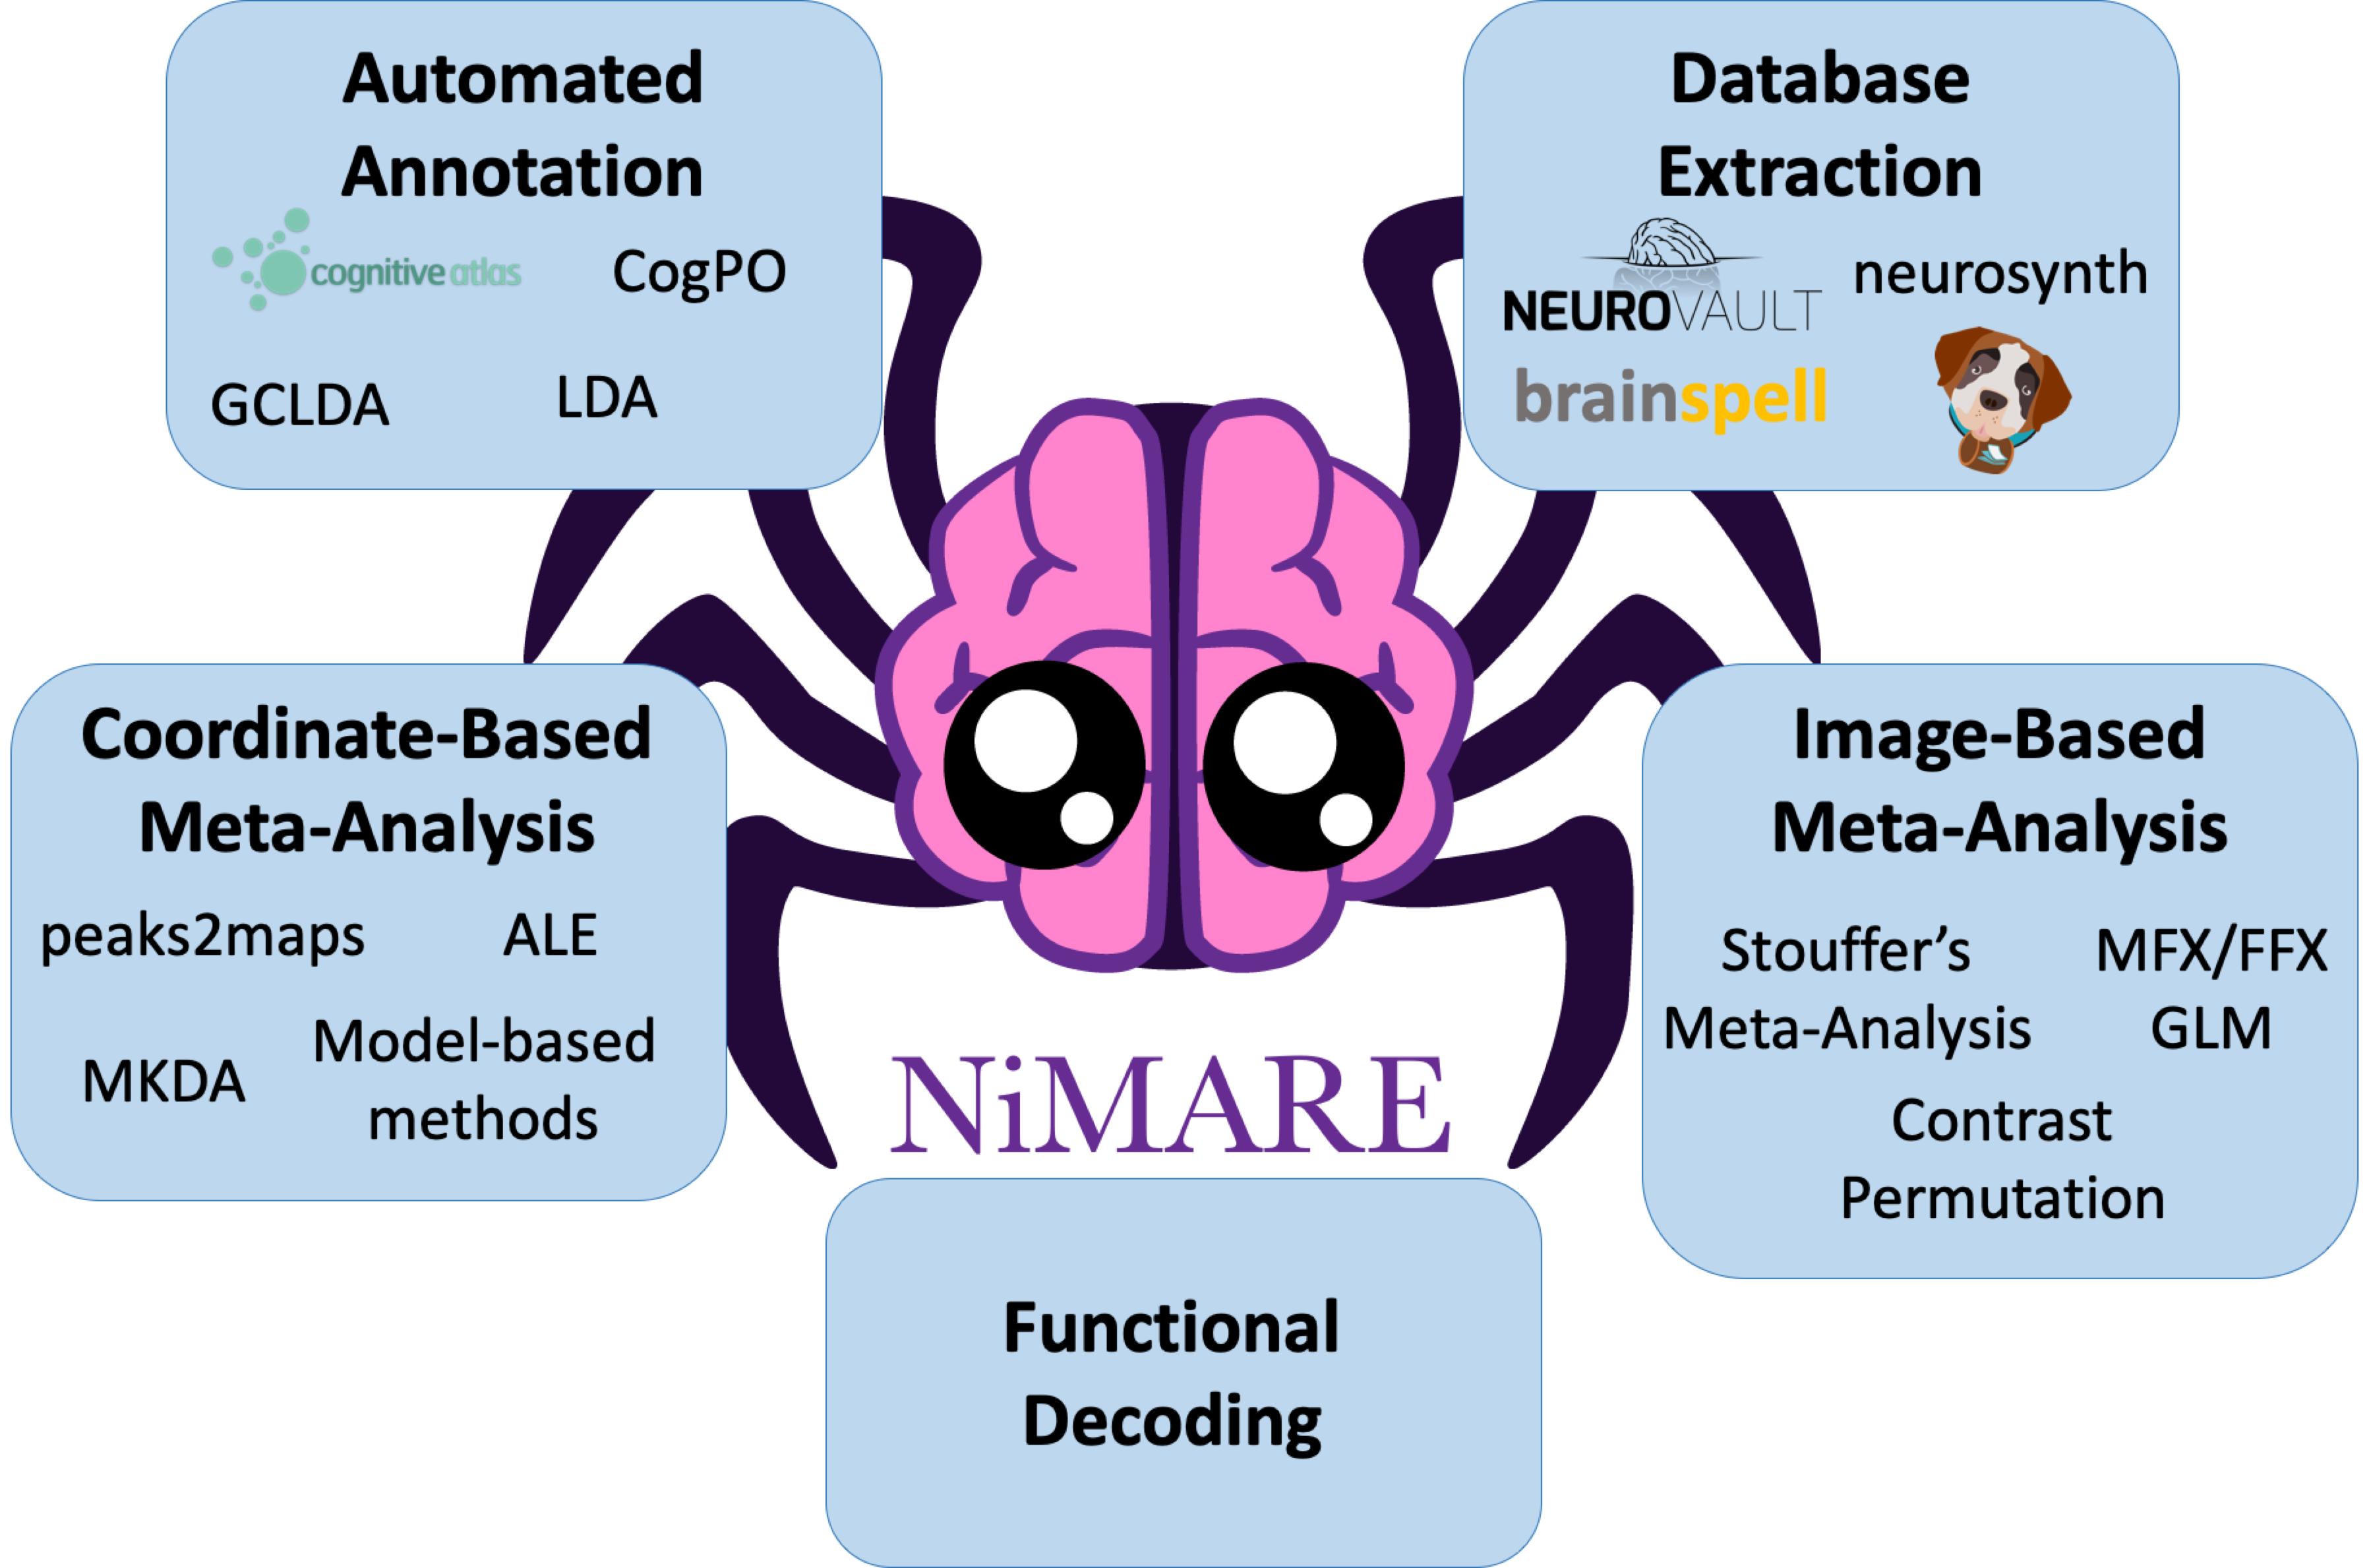 Automated
Annotation
cognitive atlas
CogPO
GCLDA
LDA
Database
Extraction
NEUROVAULT
neurosynth
brainspell
Coordinate-Based
Meta-Analysis
peaks2maps
ALE
MKDA
Model-based
methods
Image-Based
Meta-Analysis
Stouffer’s
Meta-Analysis
MFX/FFX
GLM
Contrast
Permutation
NiMARE
Functional
Decoding